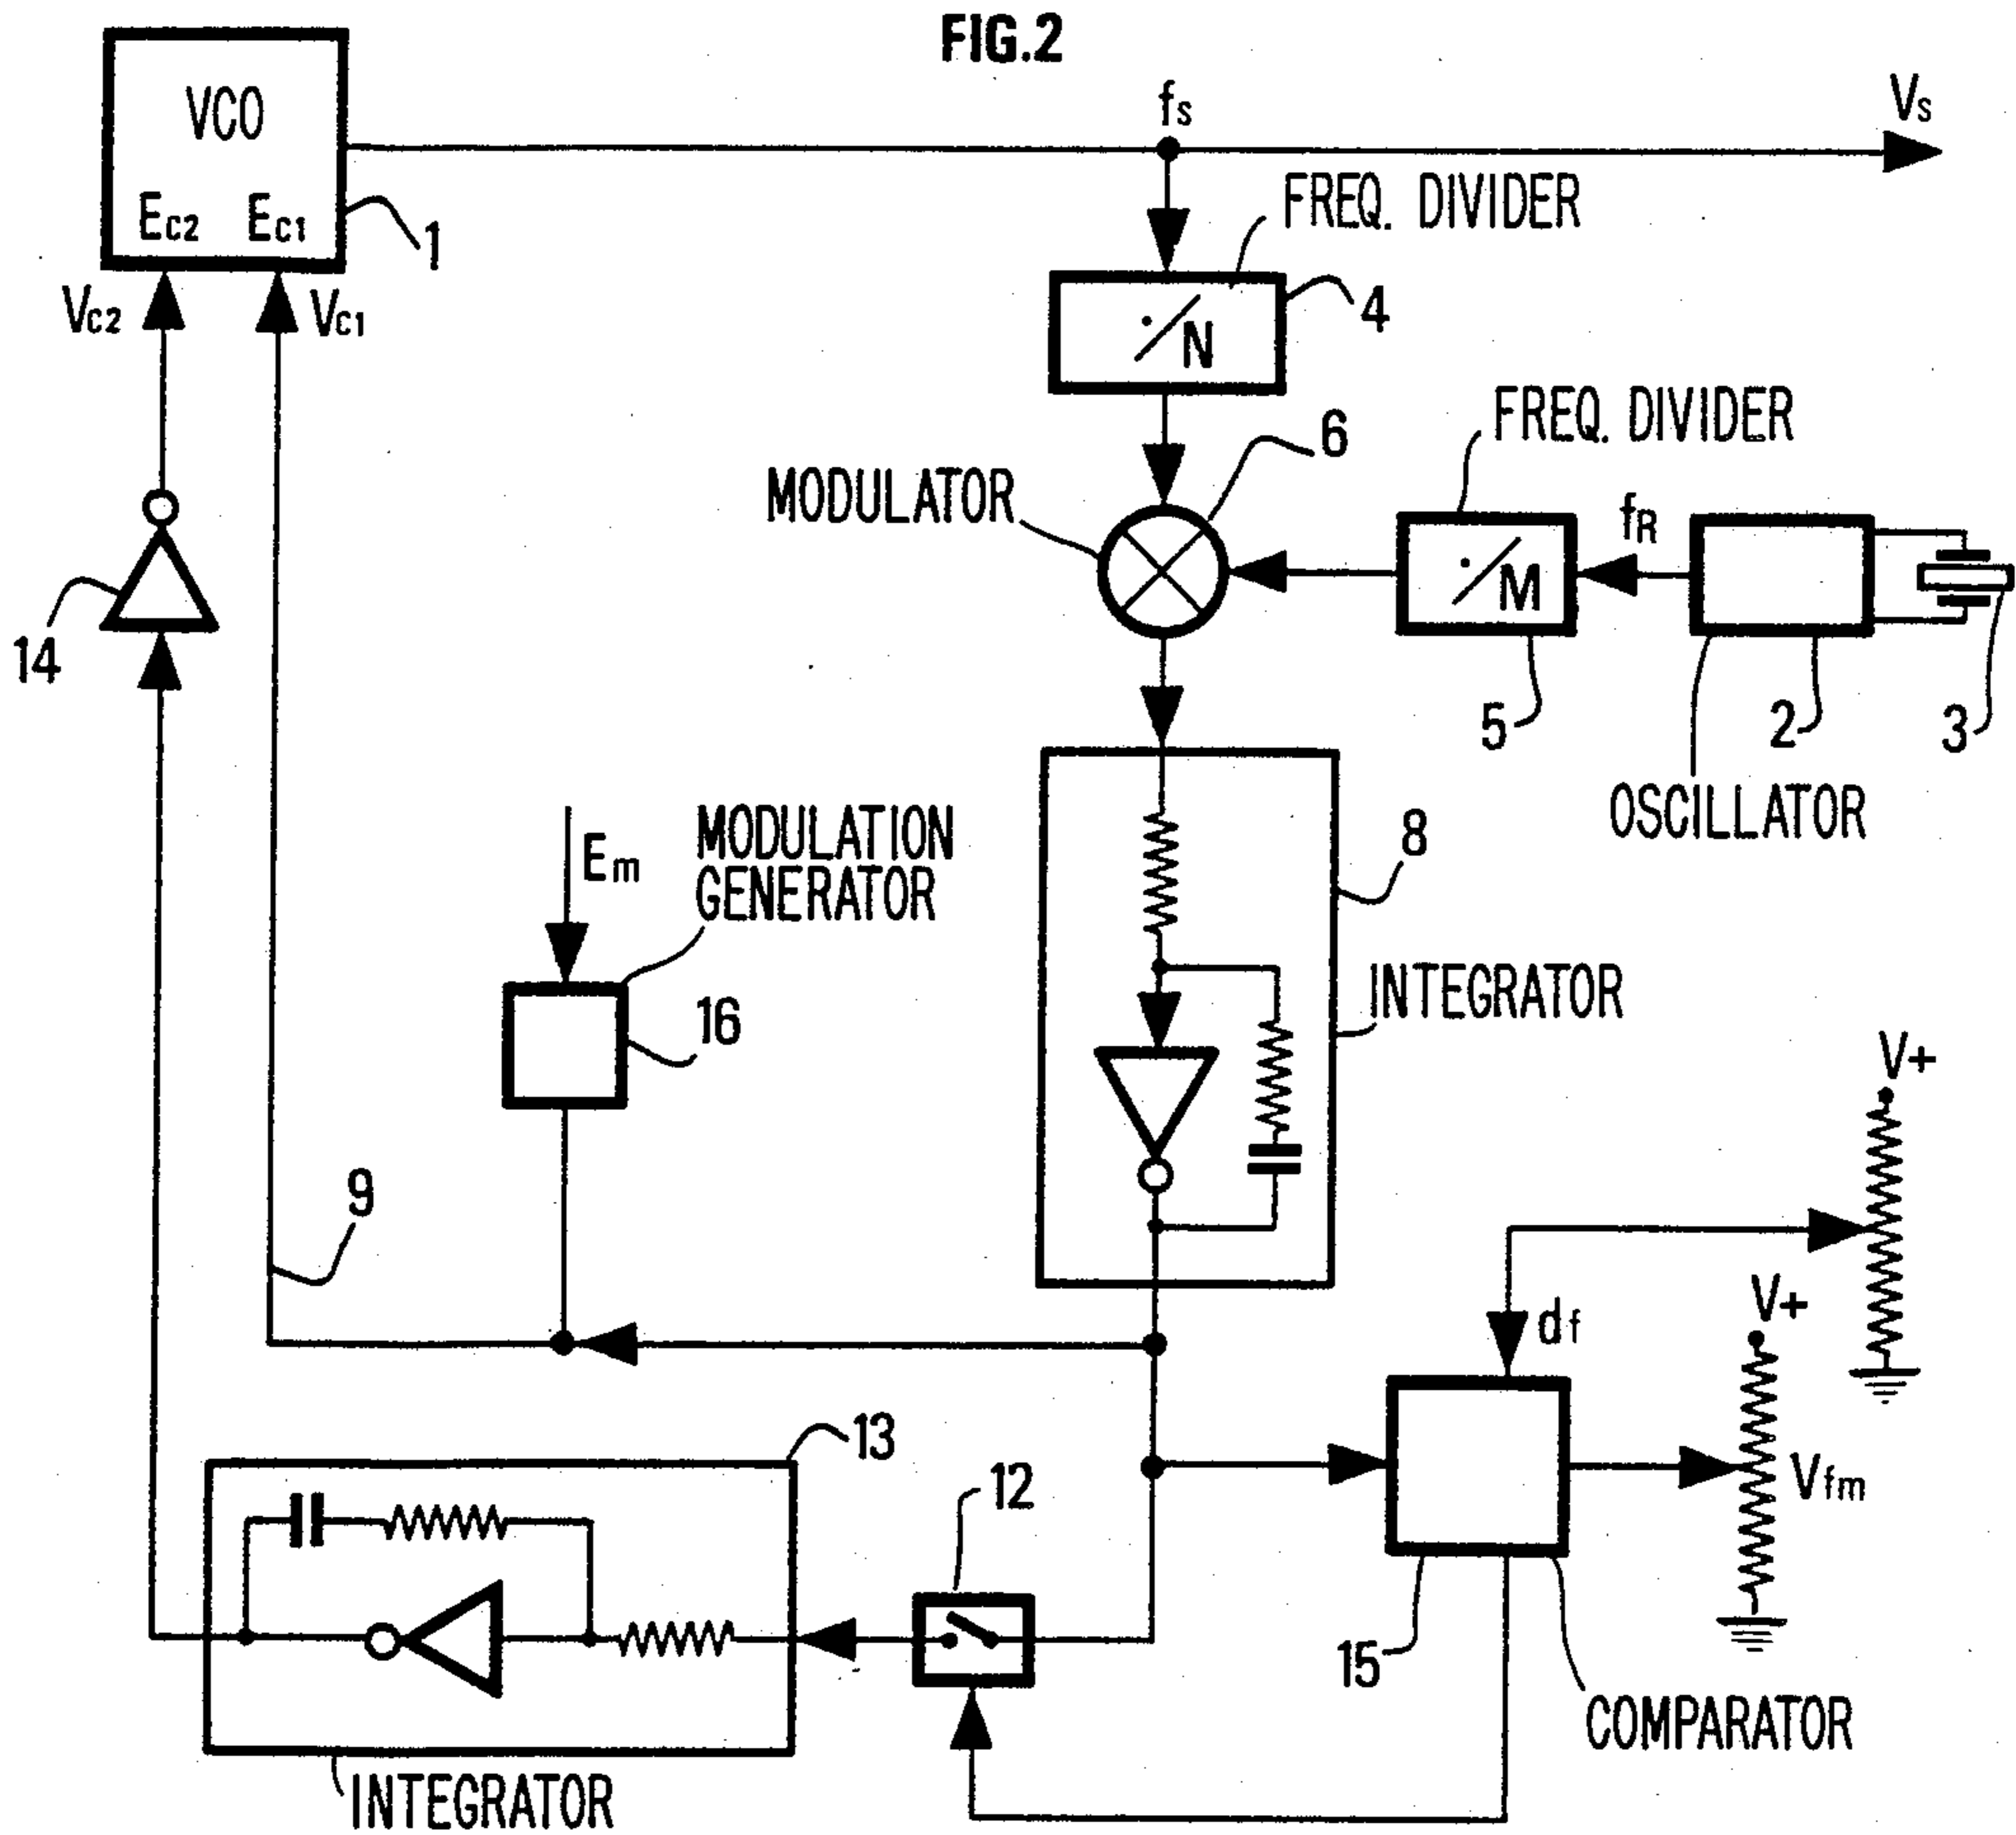 FIG.2
VCO
fs
Vs
EC2 EC1
1
FREQ. DIVIDER
VC2
VC1
4
·/N
6
FREQ. DIVIDER
MODULATOR
fR
·/M
14
5
2
3
OSCILLATOR
MODULATION
GENERATOR
Em
8
16
INTEGRATOR
V+
9
V+
df
13
12
Vfm
15
COMPARATOR
INTEGRATOR